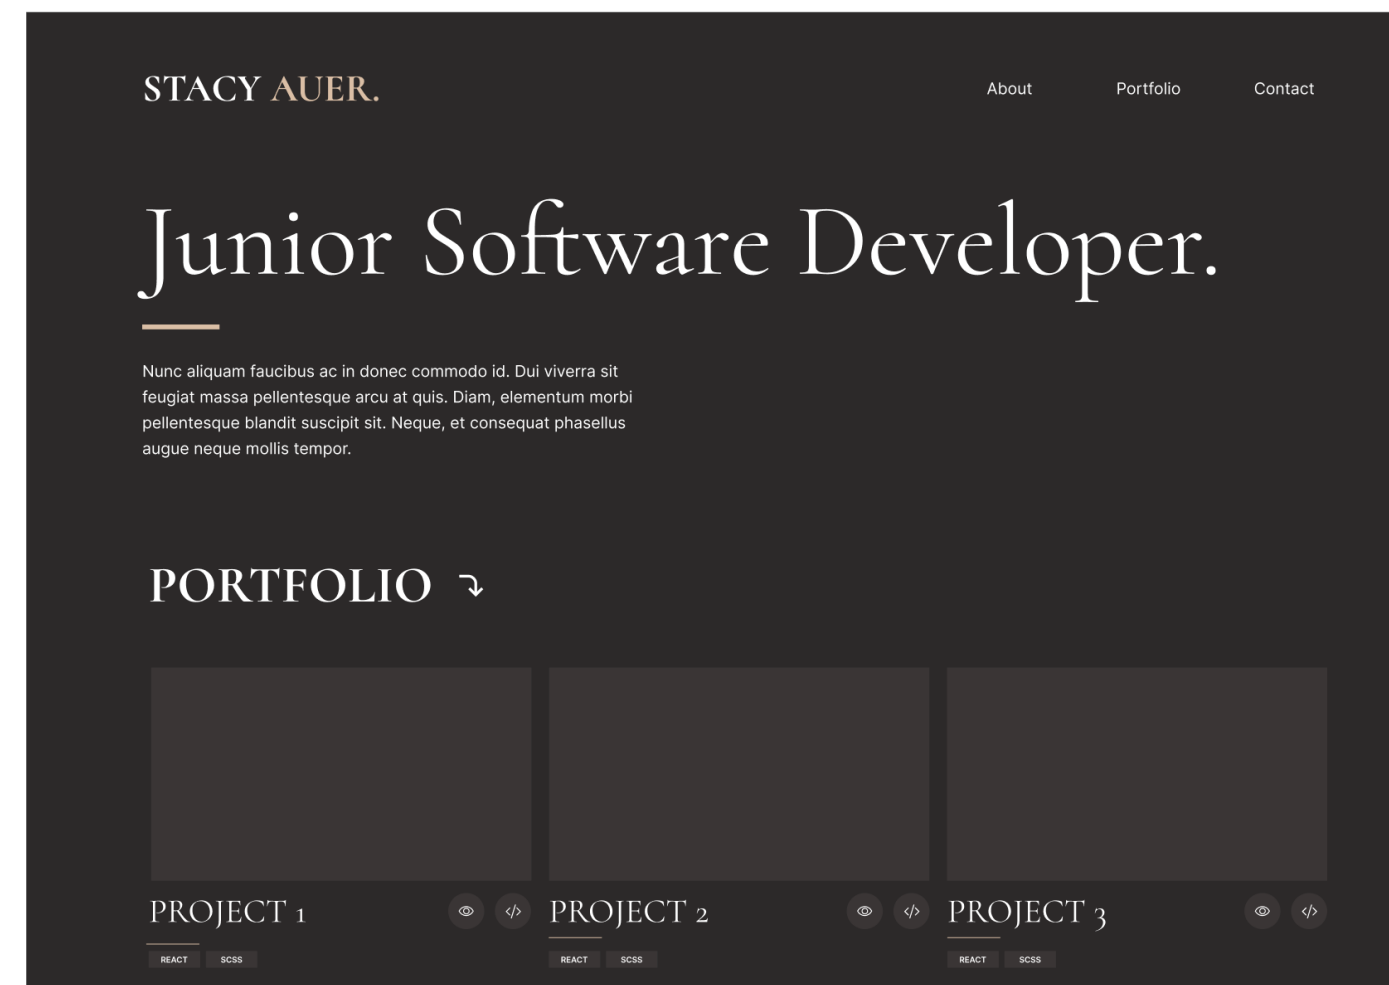 STACY AUER.
About Portfolio Contact
Junior Software Developer.
Nunc aliquam faucibus ac in donec commodo id. Dui viverra sit
feugiat massa pellentesque arcu at quis. Diam, elementum morbi
pellentesque blandit suscipit sit. Neque, et consequat phasellus
augue neque mollis tempor.
PORTFOLIO
PROJECT 1
REACT SCSS
PROJECT 2
REACT SCSS
PROJECT 3
REACT SCSS